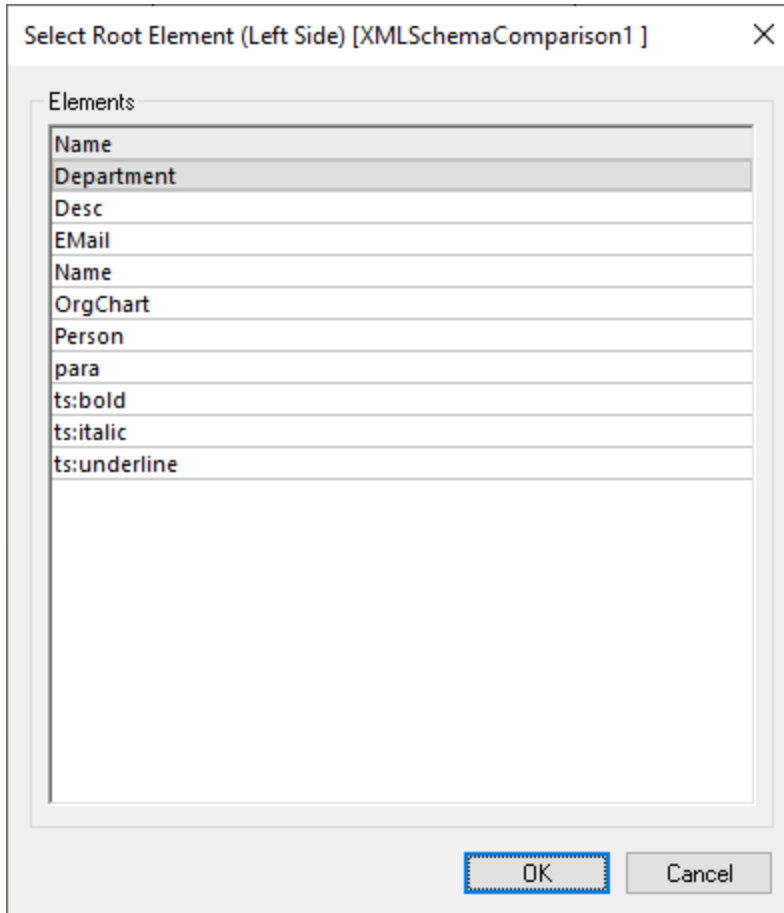 Select Root Element (Left Side) [XMLSchemaComparison1 ]
Elements
Name
Department
Desc
EMail
Name
OrgChart
Person
para
ts:bold
ts:italic
ts:underline
OK Cancel